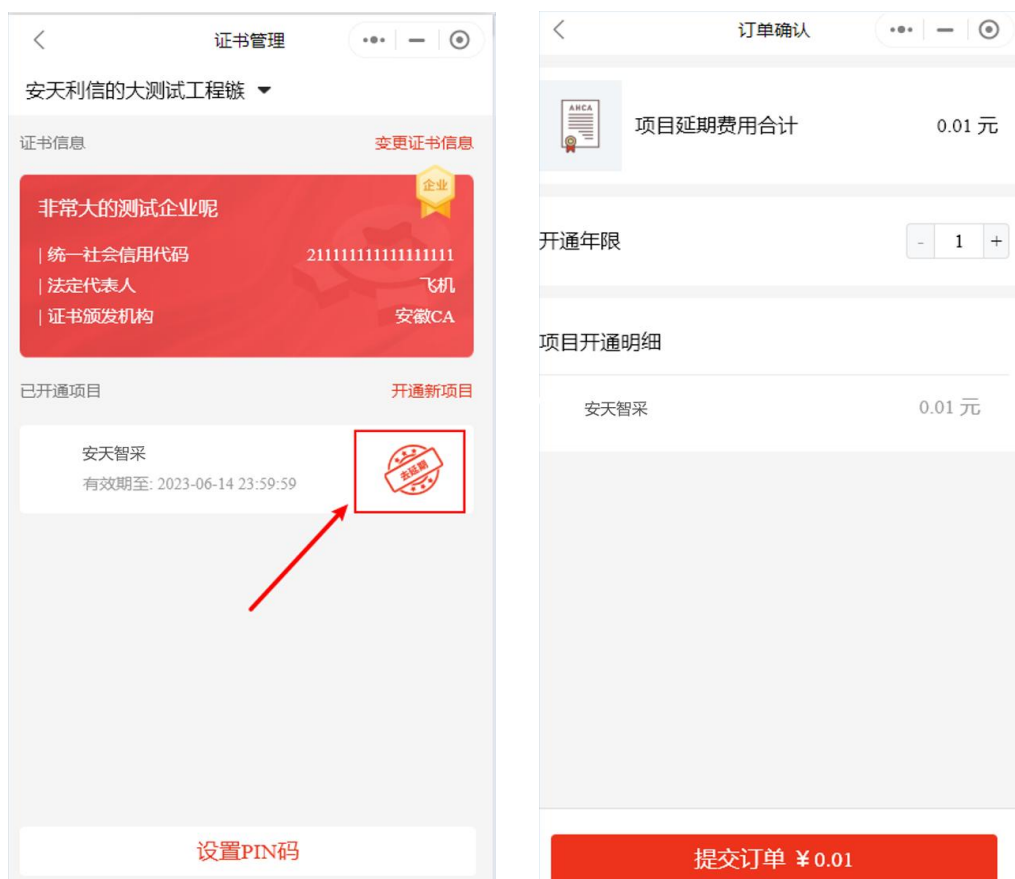 证书管理
安天利信的大测试工程镞
证书信息
变更证书信息
企业
非常大的测试企业呢
|统一社会信用代码 211111111111111111
|法定代表人 飞机
|证书颁发机构 安徽CA
已开通项目
开通新项目
安天智采
有效期至: 2023-06-14 23:59:59
去延期
设置PIN码
订单确认
AHCA
项目延期费用合计 0.01 元
开通年限 - 1 +
项目开通明细
安天智采 0.01 元
提交订单 ￥0.01